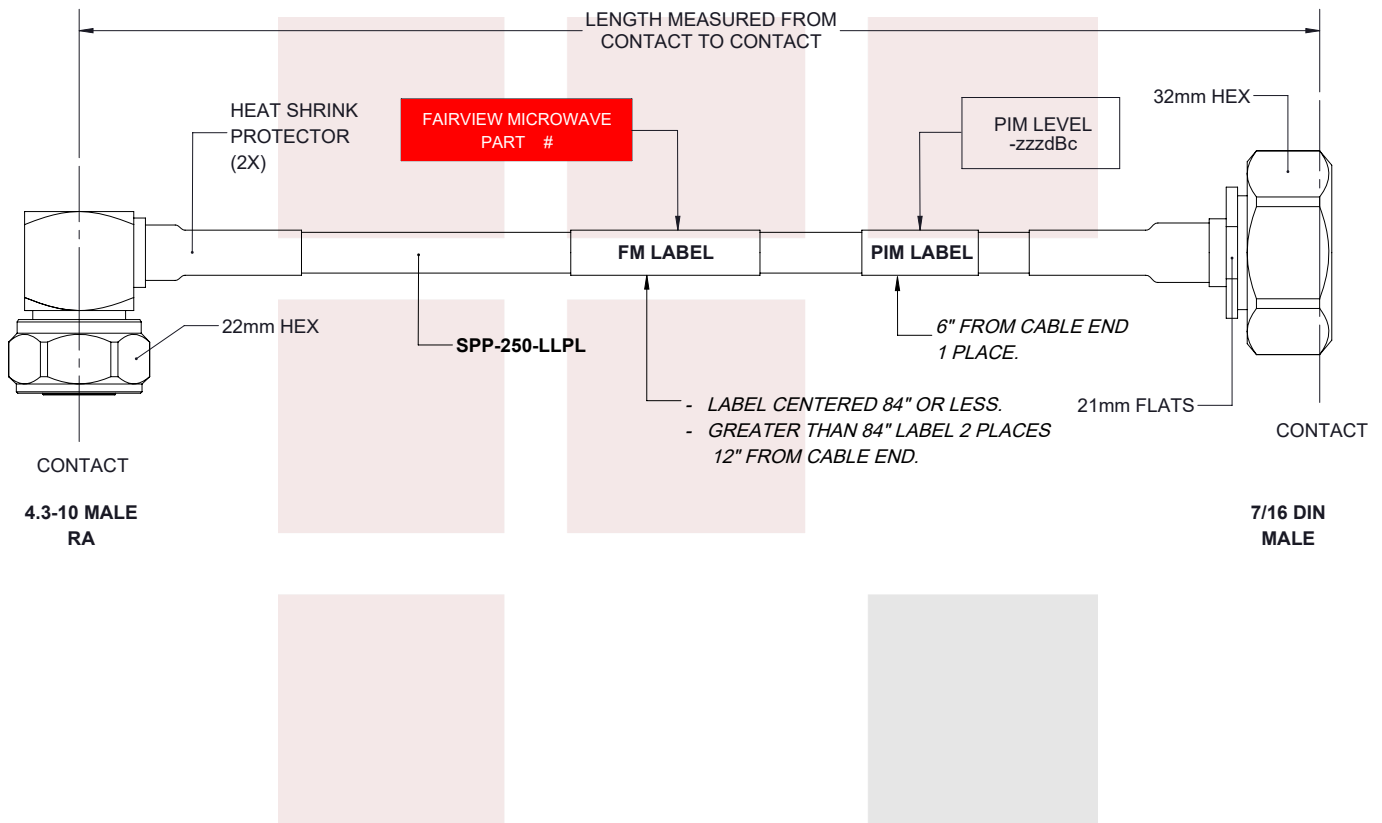 LENGTH MEASURED FROM
CONTACT TO CONTACT
HEAT SHRINK
PROTECTOR
(2X)
FAIRVIEW MICROWAVE
PART #
PIM LEVEL
-zzzdBc
32mm HEX
FM LABEL
PIM LABEL
22mm HEX
SPP-250-LLPL
6" FROM CABLE END
1 PLACE.
- LABEL CENTERED 84" OR LESS.
- GREATER THAN 84" LABEL 2 PLACES
12" FROM CABLE END.
21mm FLATS
CONTACT
CONTACT
4.3-10 MALE
RA
7/16 DIN
MALE